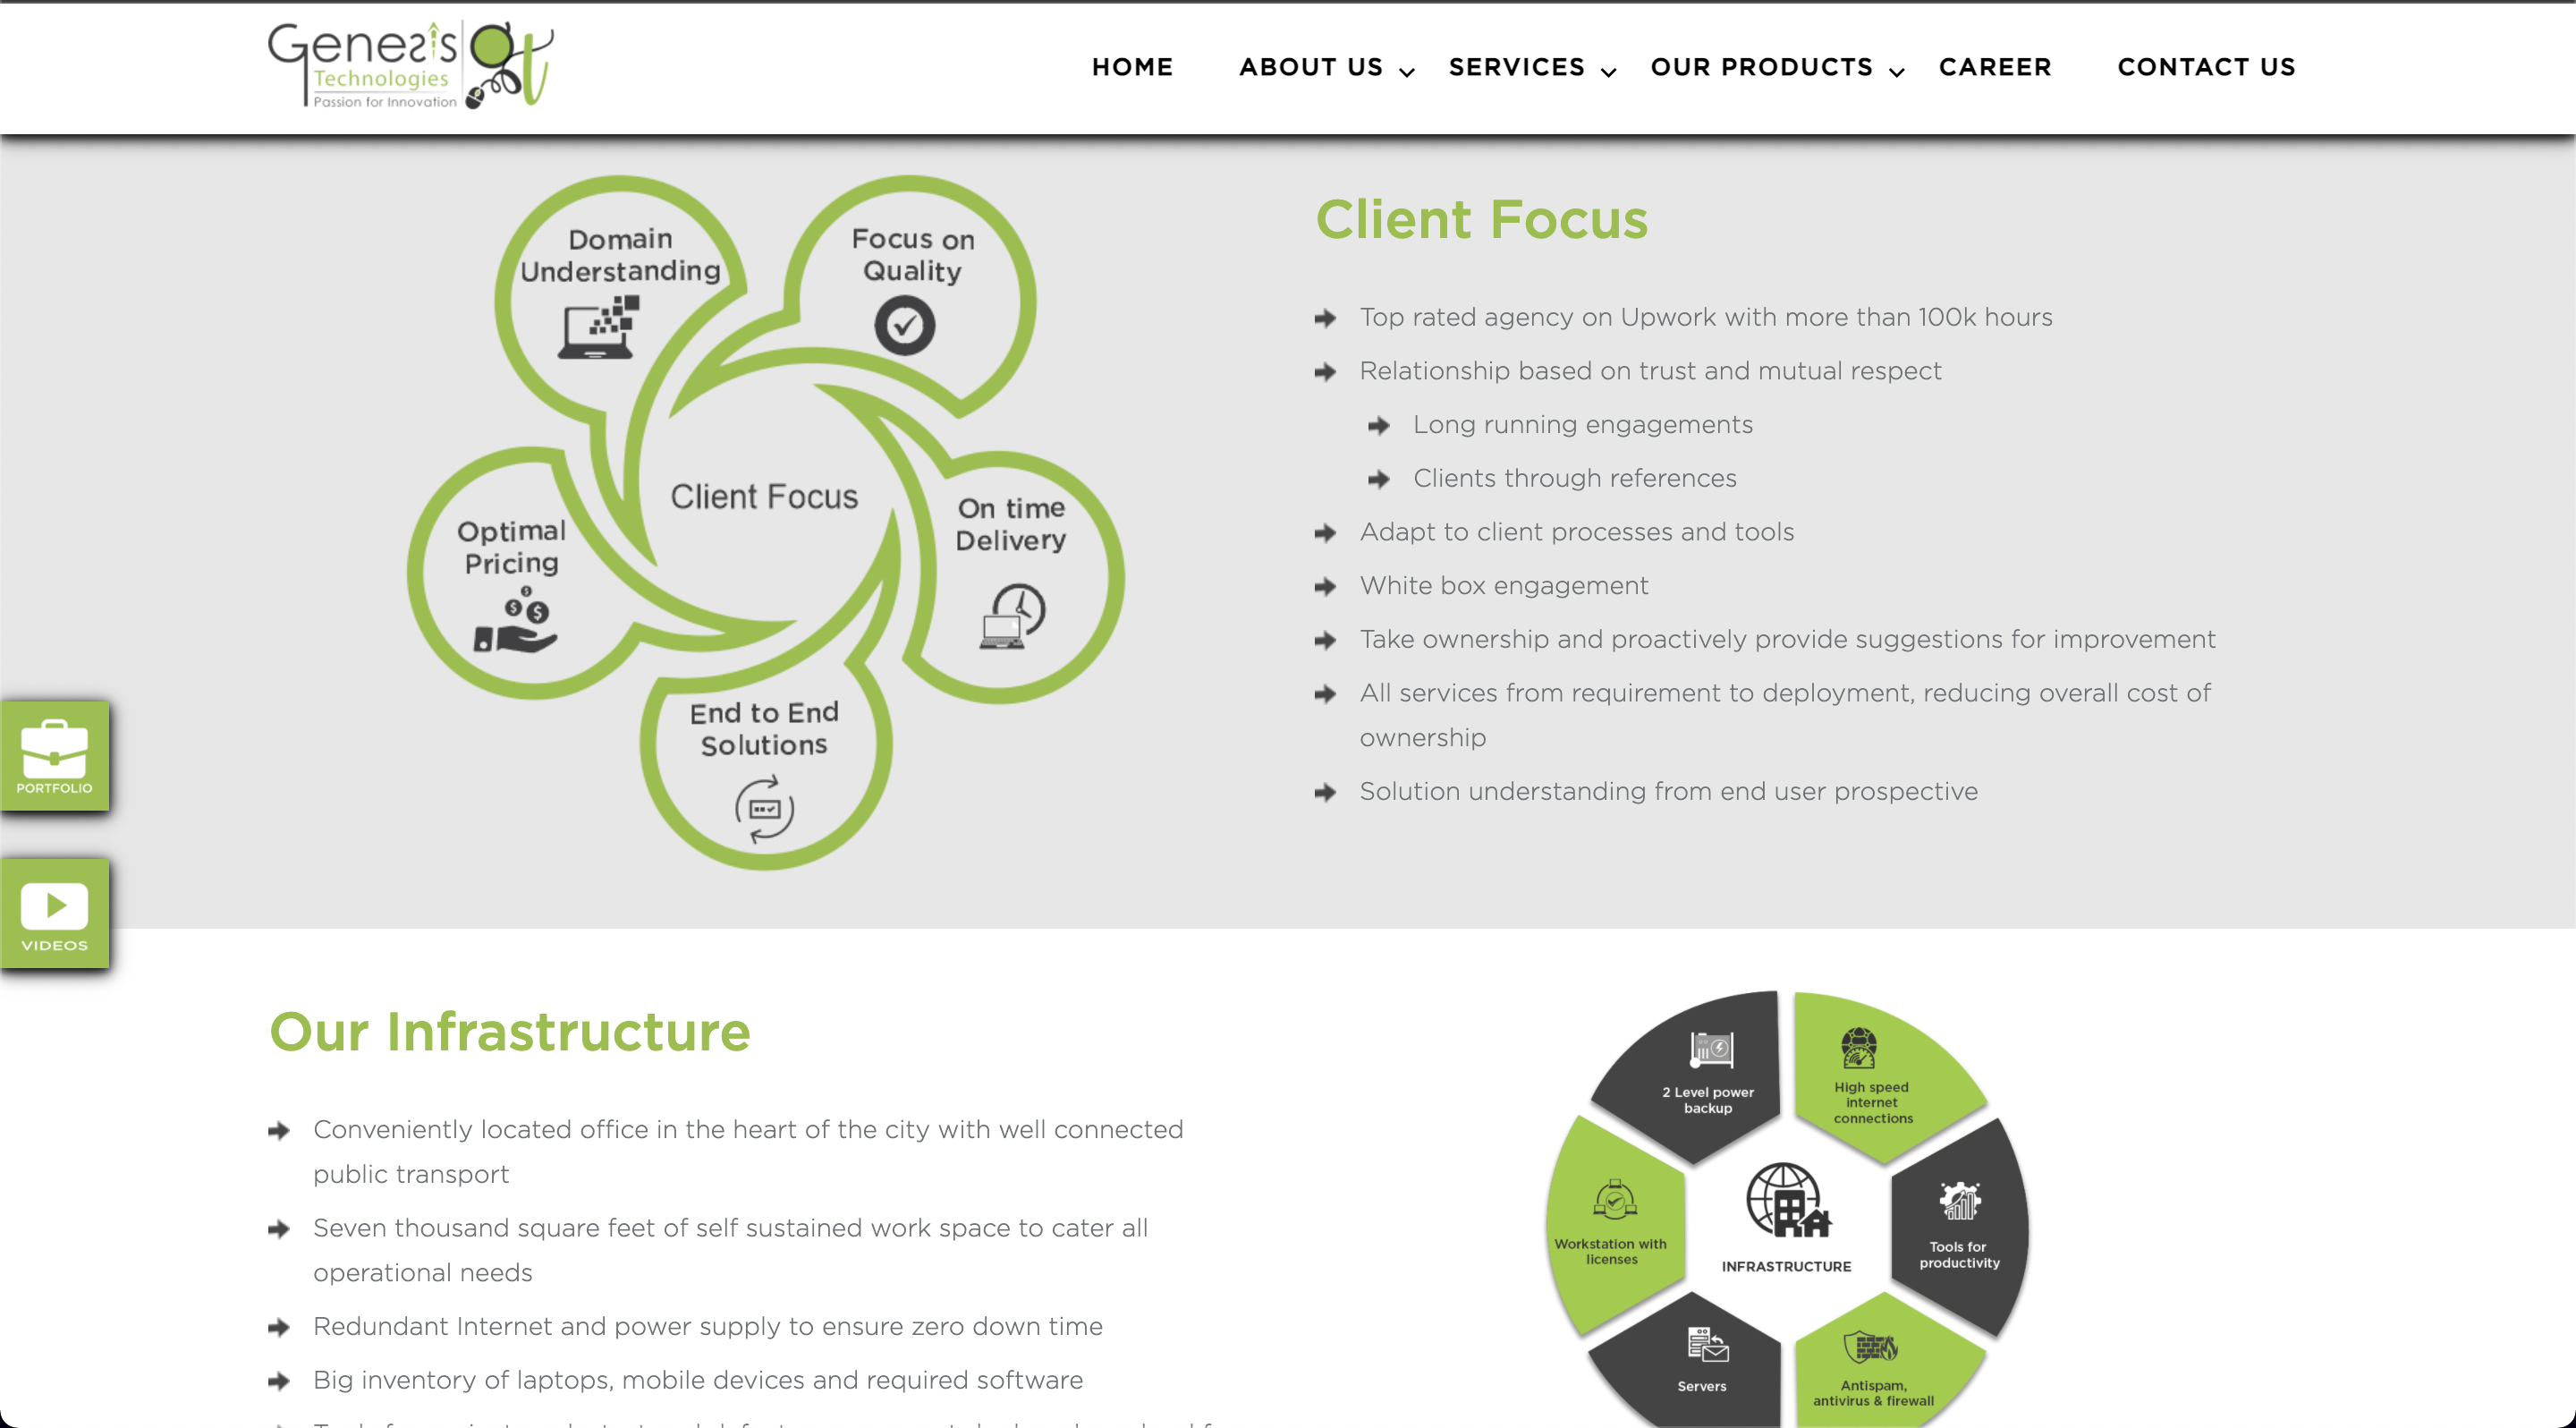 Genesis
Technologies
Passion for Innovation
HOME
ABOUT US
SERVICES
OUR PRODUCTS
CAREER
CONTACT US
Domain
Understanding
Focus on
Quality
Client Focus
On time
Delivery
Optimal
Pricing
End to End
Solutions
Client Focus
Top rated agency on Upwork with more than 100k hours
Relationship based on trust and mutual respect
Long running engagements
Clients through references
Adapt to client processes and tools
White box engagement
Take ownership and proactively provide suggestions for improvement
All services from requirement to deployment, reducing overall cost of
ownership
Solution understanding from end user prospective
PORTFOLIO
VIDEOS
Our Infrastructure
Conveniently located office in the heart of the city with well connected
public transport
Seven thousand square feet of self sustained work space to cater all
operational needs
Redundant Internet and power supply to ensure zero down time
Big inventory of laptops, mobile devices and required software
2 Level power
backup
High speed
internet
connections
Workstation with
licenses
INFRASTRUCTURE
Tools for
productivity
Servers
Antispam,
antivirus & firewall